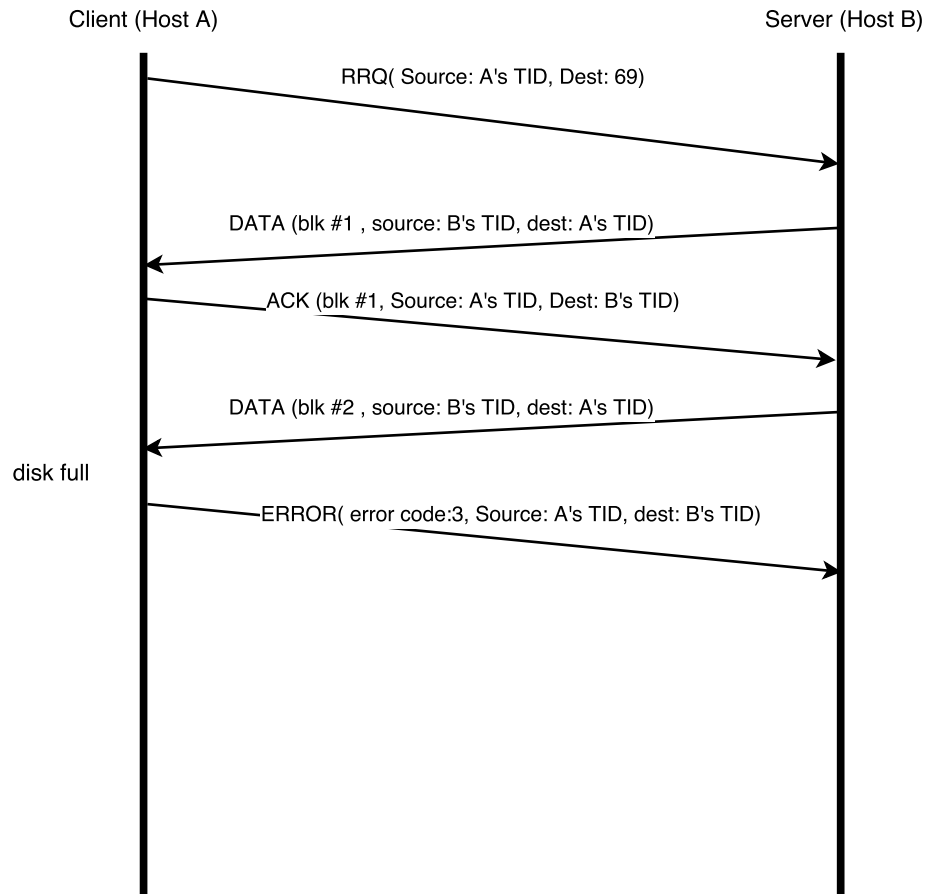 Client (Host A)
Server (Host B)
RRQ( Source: A's TID, Dest: 69)
DATA (blk #1 , source: B's TID, dest: A's TID)
ACK (blk #1, Source: A's TID, Dest: B's TID)
DATA (blk #2 , source: B's TID, dest: A's TID)
disk full
ERROR( error code:3, Source: A's TID, dest: B's TID)